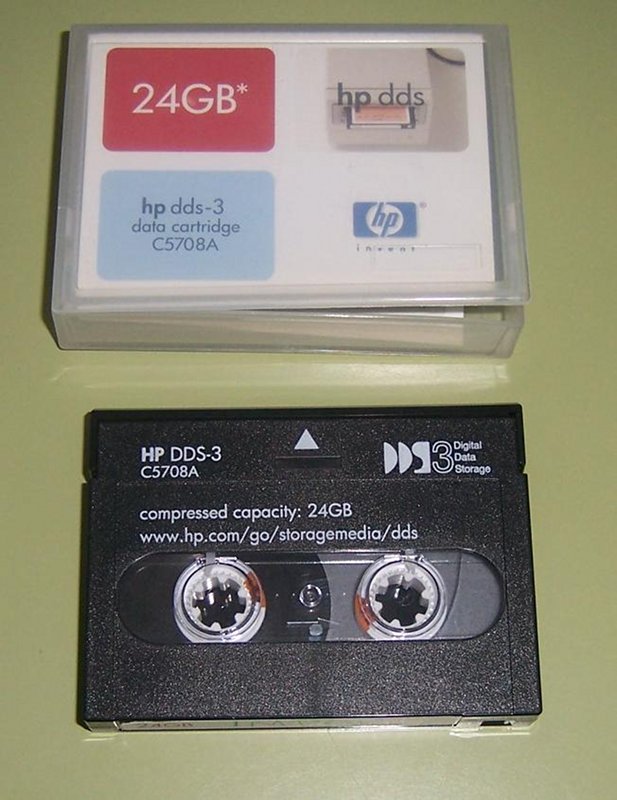 24GB*
hp dds
hp dds-3
data cartridge
C5708A
hp®
invent
HP DDS-3
C5708A
DDS3 Digital
Data
Storage
compressed capacity: 24GB
www.hp.com/go/storagemedia/dds
24GB